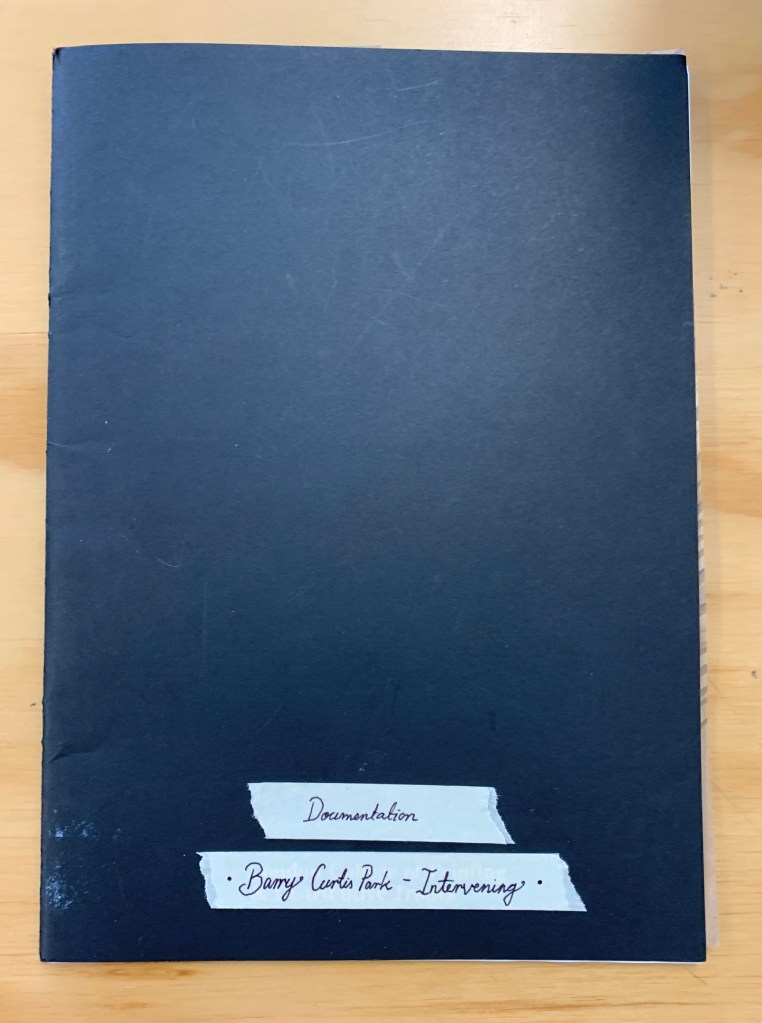 Documentation
· Barry Curtis Park - Intervening ·